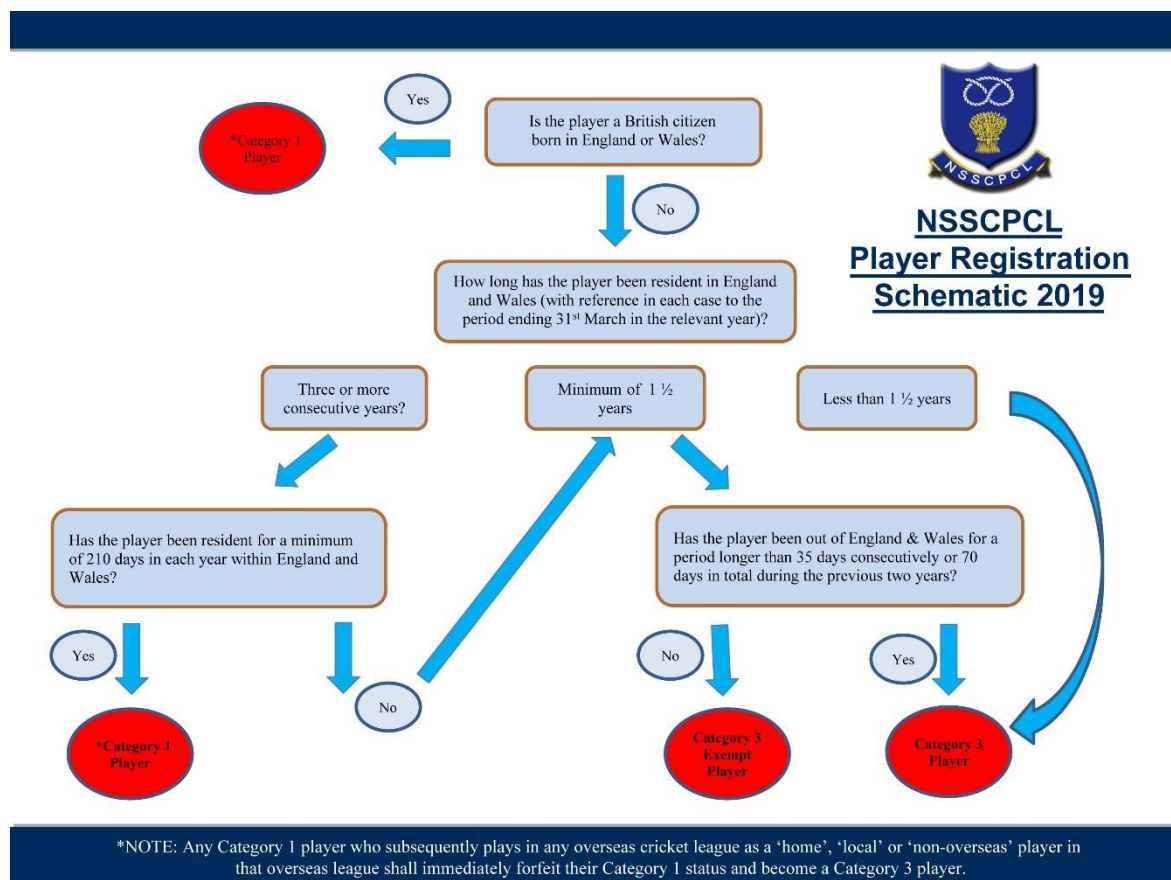 NSSCPCL
NSSCPCL
Player Registration
Schematic 2019
Yes
Is the player a British citizen
born in England or Wales?
*Category 1
Player
No
How long has the player been resident in England
and Wales (with reference in each case to the
period ending 31st March in the relevant year)?
Three or more
consecutive years?
Minimum of 1 ½
years
Less than 1 ½ years
Has the player been resident for a minimum
of 210 days in each year within England and
Wales?
Has the player been out of England & Wales for a
period longer than 35 days consecutively or 70
days in total during the previous two years?
Yes
No
No
Yes
*Category 1
Player
Category 3
Exempt
Player
Category 3
Player
*NOTE: Any Category 1 player who subsequently plays in any overseas cricket league as a ‘home’, ‘local’ or ‘non-overseas’ player in
that overseas league shall immediately forfeit their Category 1 status and become a Category 3 player.